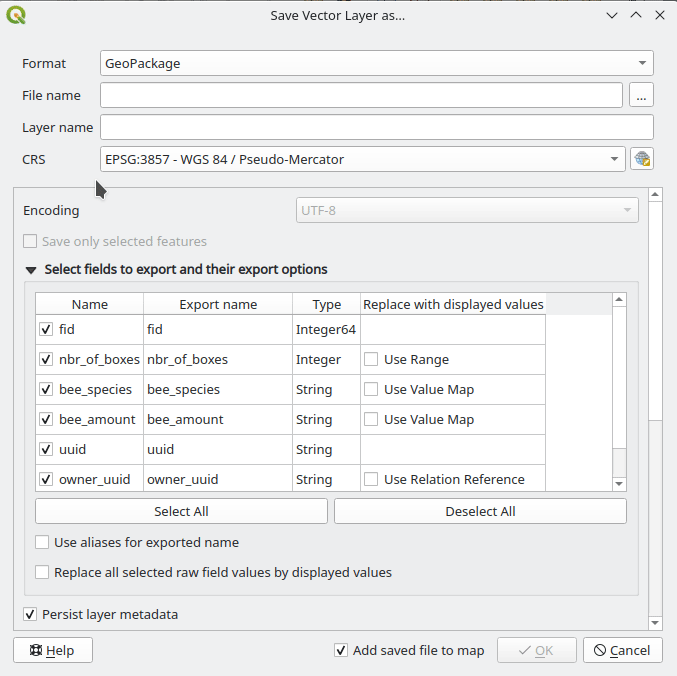 Save Vector Layer as...
Format GeoPackage
File name ...
Layer name
CRS EPSG:3857 - WGS 84 / Pseudo-Mercator
Encoding UTF-8
Save only selected features
Select fields to export and their export options
Name Export name Type Replace with displayed values
fid fid Integer64
nbr_of_boxes nbr_of_boxes Integer Use Range
bee_species bee_species String Use Value Map
bee_amount bee_amount String Use Value Map
uuid uuid String
owner_uuid owner_uuid String Use Relation Reference
Select All Deselect All
Use aliases for exported name
Replace all selected raw field values by displayed values
Persist layer metadata
Help Add saved file to map OK Cancel